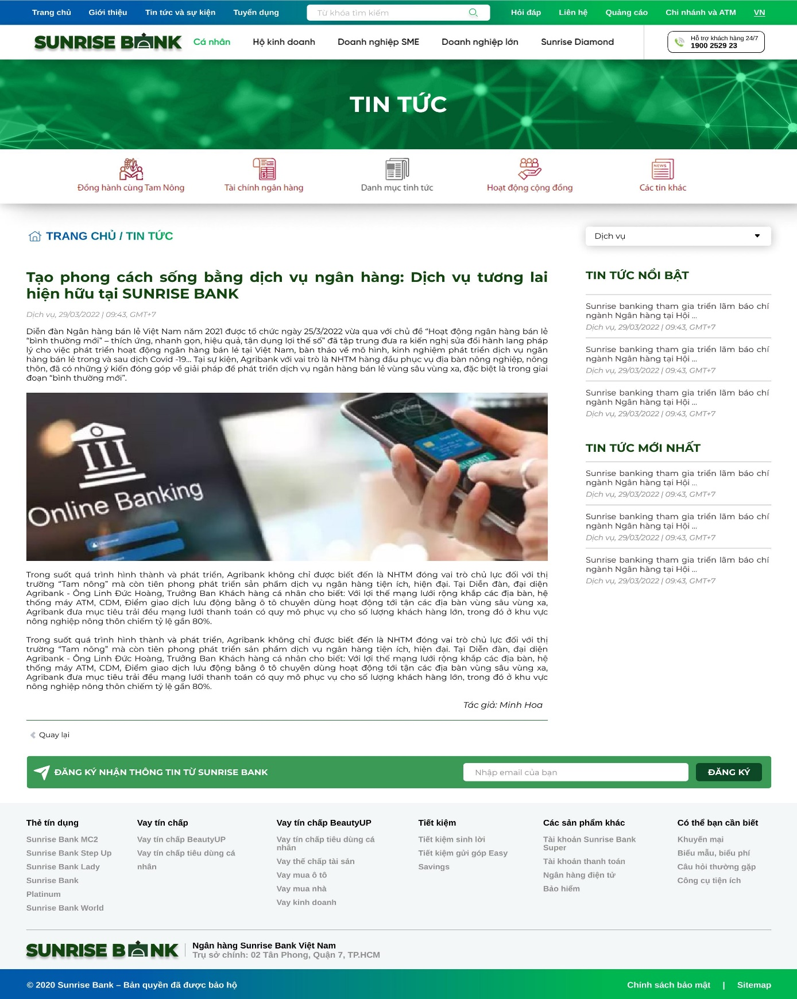 Trang chủ Giới thiệu Tin tức và sự kiện Tuyển dụng Từ khóa tìm kiếm Hỏi đáp Liên hệ Quảng cáo Chi nhánh và ATM VN
SUNRISE BANK Cá nhân Hộ kinh doanh Doanh nghiệp SME Doanh nghiệp lớn Sunrise Diamond
Hỗ trợ khách hàng 24/7
1900 2529 23
TIN TỨC
NEWS
Đồng hành cùng Tam Nông Tài chính ngân hàng Danh mục tinh tức Hoạt động cộng đồng Các tin khác
TRANG CHỦ / TIN TỨC
Dịch vụ
Tạo phong cách sống bằng dịch vụ ngân hàng: Dịch vụ tương lai
hiện hữu tại SUNRISE BANK
Dịch vụ, 29/03/2022 | 09:43, GMT+7
Diễn đàn Ngân hàng bán lẻ Việt Nam năm 2021 được tổ chức ngày 25/3/2022 vừa qua với chủ đề “Hoạt động ngân hàng bán lẻ
“bình thường mới” – thích ứng, nhanh gọn, hiệu quả, tận dụng lợi thế số” đã tập trung đưa ra kiến nghị sửa đổi hành lang pháp
lý cho việc phát triển hoạt động ngân hàng bán lẻ tại Việt Nam, bàn thảo về mô hình, kinh nghiệm phát triển dịch vụ ngân
hàng bán lẻ trong và sau dịch Covid -19... Tại sự kiện, Agribank với vai trò là NHTM hàng đầu phục vụ địa bàn nông nghiệp, nông
thôn, đã có những ý kiến đóng góp về giải pháp để phát triển dịch vụ ngân hàng bán lẻ vùng sâu vùng xa, đặc biệt là trong giai
đoạn “bình thường mới”.
Online Banking
Mobile Banking
Trong suốt quá trình hình thành và phát triển, Agribank không chỉ được biết đến là NHTM đóng vai trò chủ lực đối với thị
trường “Tam nông” mà còn tiên phong phát triển sản phẩm dịch vụ ngân hàng tiện ích, hiện đại. Tại Diễn đàn, đại diện
Agribank - Ông Linh Đức Hoàng, Trưởng Ban Khách hàng cá nhân cho biết: Với lợi thế mạng lưới rộng khắp các địa bàn, hệ
thống máy ATM, CDM, Điểm giao dịch lưu động bằng ô tô chuyên dùng hoạt động tới tận các địa bàn vùng sâu vùng xa,
Agribank đưa mục tiêu trải đều mạng lưới thanh toán có quy mô phục vụ cho số lượng khách hàng lớn, trong đó ở khu vực
nông nghiệp nông thôn chiếm tỷ lệ gần 80%.
Trong suốt quá trình hình thành và phát triển, Agribank không chỉ được biết đến là NHTM đóng vai trò chủ lực đối với thị
trường “Tam nông” mà còn tiên phong phát triển sản phẩm dịch vụ ngân hàng tiện ích, hiện đại. Tại Diễn đàn, đại diện
Agribank - Ông Linh Đức Hoàng, Trưởng Ban Khách hàng cá nhân cho biết: Với lợi thế mạng lưới rộng khắp các địa bàn, hệ
thống máy ATM, CDM, Điểm giao dịch lưu động bằng ô tô chuyên dùng hoạt động tới tận các địa bàn vùng sâu vùng xa,
Agribank đưa mục tiêu trải đều mạng lưới thanh toán có quy mô phục vụ cho số lượng khách hàng lớn, trong đó ở khu vực
nông nghiệp nông thôn chiếm tỷ lệ gần 80%.
Tác giả: Minh Hoa
Quay lại
TIN TỨC NỔI BẬT
Sunrise banking tham gia triển lãm báo chí
ngành Ngân hàng tại Hội ...
Dịch vụ, 29/03/2022 | 09:43, GMT+7
Sunrise banking tham gia triển lãm báo chí
ngành Ngân hàng tại Hội ...
Dịch vụ, 29/03/2022 | 09:43, GMT+7
Sunrise banking tham gia triển lãm báo chí
ngành Ngân hàng tại Hội ...
Dịch vụ, 29/03/2022 | 09:43, GMT+7
TIN TỨC MỚI NHẤT
Sunrise banking tham gia triển lãm báo chí
ngành Ngân hàng tại Hội ...
Dịch vụ, 29/03/2022 | 09:43, GMT+7
Sunrise banking tham gia triển lãm báo chí
ngành Ngân hàng tại Hội ...
Dịch vụ, 29/03/2022 | 09:43, GMT+7
Sunrise banking tham gia triển lãm báo chí
ngành Ngân hàng tại Hội ...
Dịch vụ, 29/03/2022 | 09:43, GMT+7
ĐĂNG KÝ NHẬN THÔNG TIN TỪ SUNRISE BANK Nhập email của bạn ĐĂNG KÝ
Thẻ tín dụng
Sunrise Bank MC2
Sunrise Bank Step Up
Sunrise Bank Lady
Sunrise Bank
Platinum
Sunrise Bank World
Vay tín chấp
Vay tín chấp BeautyUP
Vay tín chấp tiêu dùng cá
nhân
Vay tín chấp BeautyUP
Vay tín chấp tiêu dùng cá
nhân
Vay thế chấp tài sản
Vay mua ô tô
Vay mua nhà
Vay kinh doanh
Tiết kiệm
Tiết kiệm sinh lời
Tiết kiệm gửi góp Easy
Savings
Các sản phẩm khác
Tài khoản Sunrise Bank
Super
Tài khoản thanh toán
Ngân hàng điện tử
Bảo hiểm
Có thể bạn cần biết
Khuyến mại
Biểu mẫu, biểu phí
Câu hỏi thường gặp
Công cụ tiện ích
SUNRISE BANK
Ngân hàng Sunrise Bank Việt Nam
Trụ sở chính: 02 Tân Phong, Quận 7, TP.HCM
© 2020 Sunrise Bank – Bản quyền đã được bảo hộ Chính sách bảo mật | Sitemap